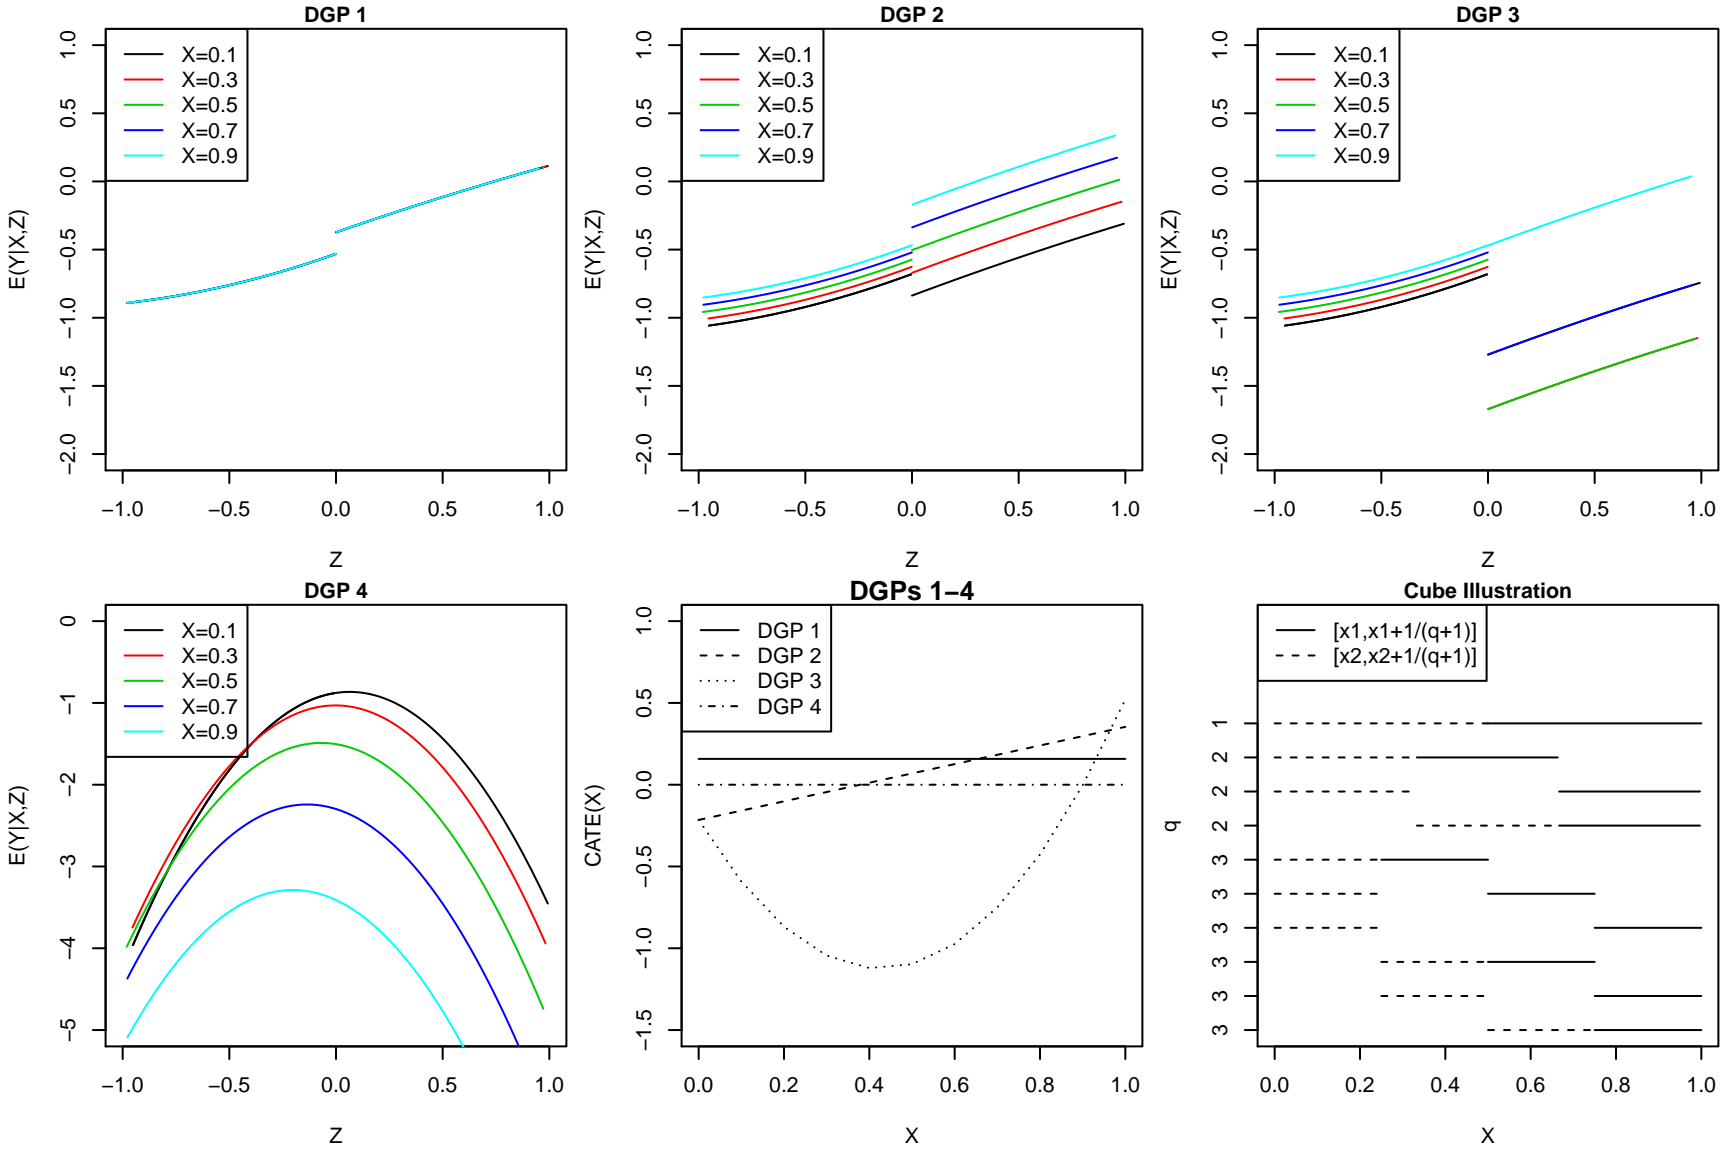 DGP 1
X=0.1
X=0.3
X=0.5
X=0.7
X=0.9
1.0
0.5
0.0
−0.5
−1.0
−1.5
−2.0
E(Y|X,Z)
−1.0 −0.5 0.0 0.5 1.0
Z
DGP 2
X=0.1
X=0.3
X=0.5
X=0.7
X=0.9
1.0
0.5
0.0
−0.5
−1.0
−1.5
−2.0
E(Y|X,Z)
−1.0 −0.5 0.0 0.5 1.0
Z
DGP 3
X=0.1
X=0.3
X=0.5
X=0.7
X=0.9
1.0
0.5
0.0
−0.5
−1.0
−1.5
−2.0
E(Y|X,Z)
−1.0 −0.5 0.0 0.5 1.0
Z
DGP 4
X=0.1
X=0.3
X=0.5
X=0.7
X=0.9
0
−1
−2
−3
−4
−5
E(Y|X,Z)
−1.0 −0.5 0.0 0.5 1.0
Z
DGPs 1−4
DGP 1
DGP 2
DGP 3
DGP 4
1.0
0.5
0.0
−0.5
−1.0
−1.5
CATE(X)
0.0 0.2 0.4 0.6 0.8 1.0
X
Cube Illustration
[x1,x1+1/(q+1)]
[x2,x2+1/(q+1)]
1
2
2
2
3
3
3
3
3
3
q
0.0 0.2 0.4 0.6 0.8 1.0
X